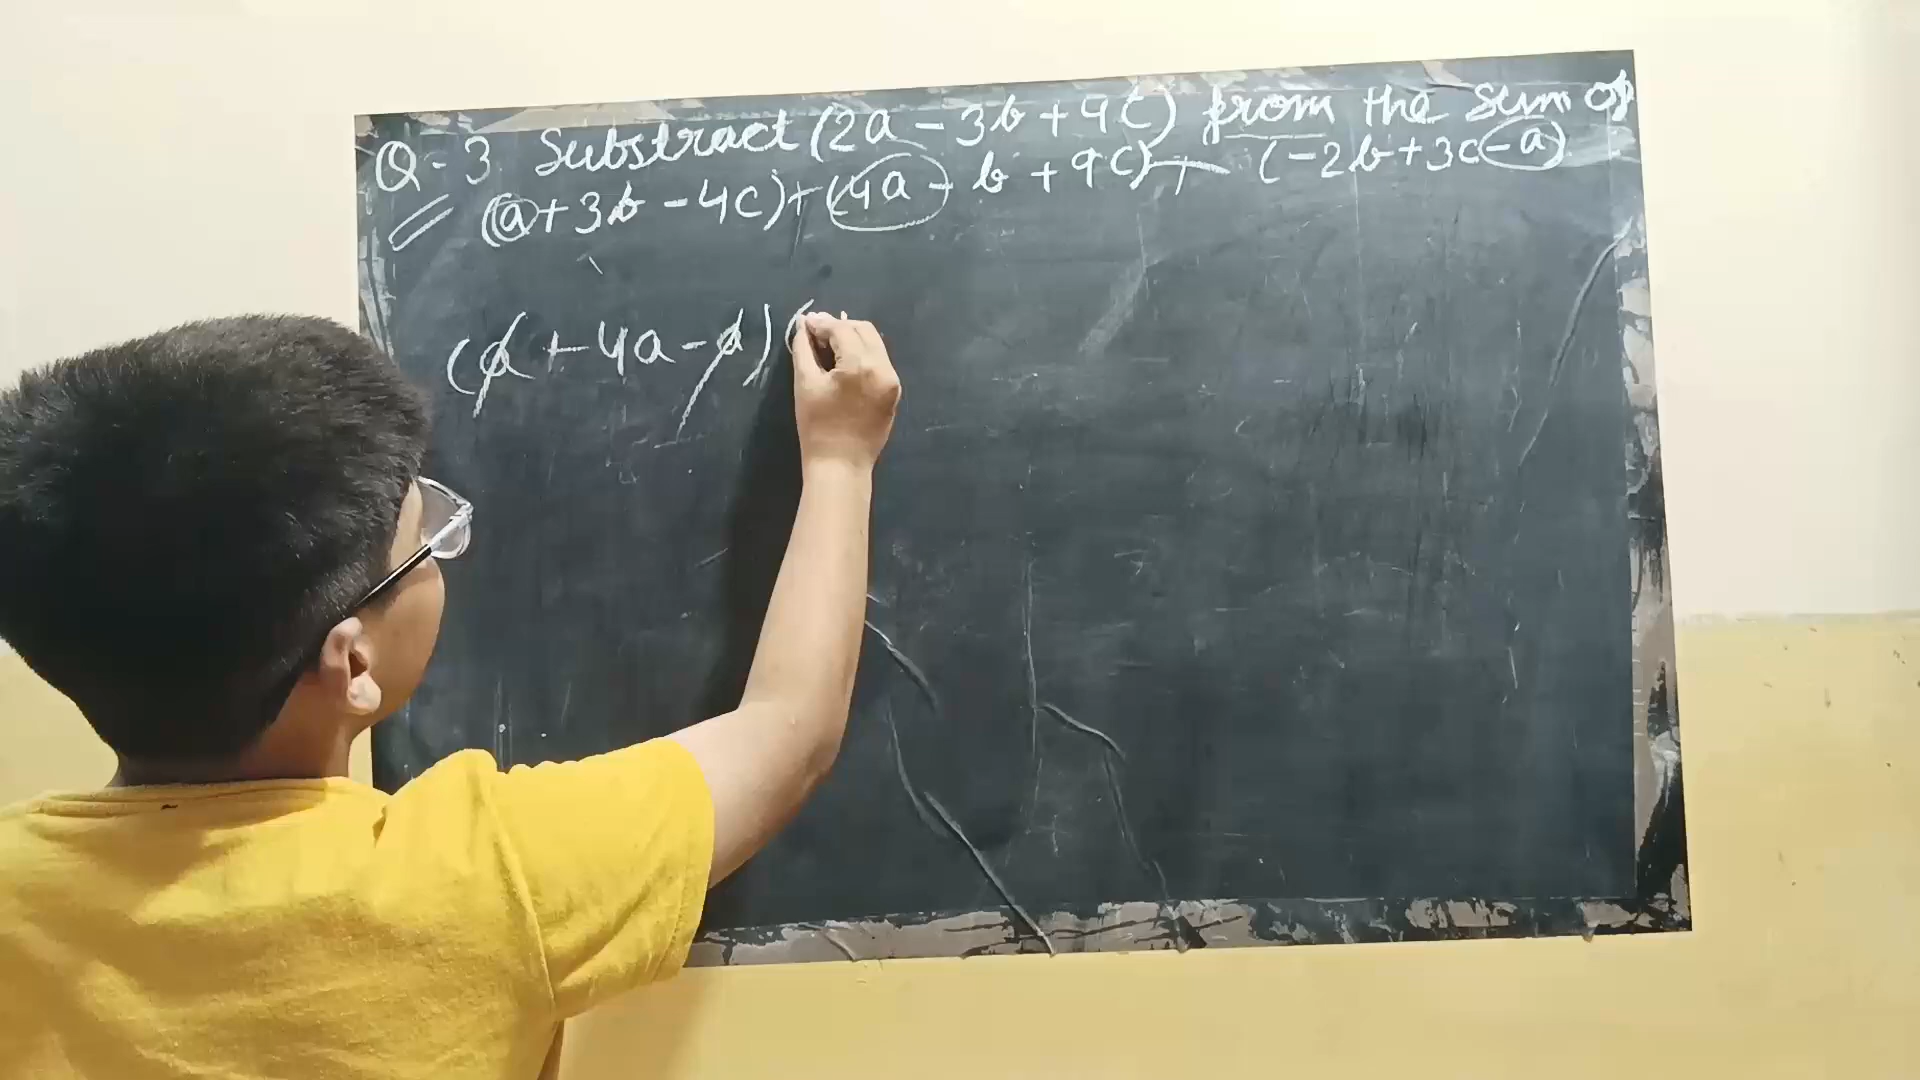 Q-3 Substract (2a-3b+9c) from the sum of
(a+3b-4c)+(4a-b+9c)+(-2b+3c-a)
(a+4a-a)(